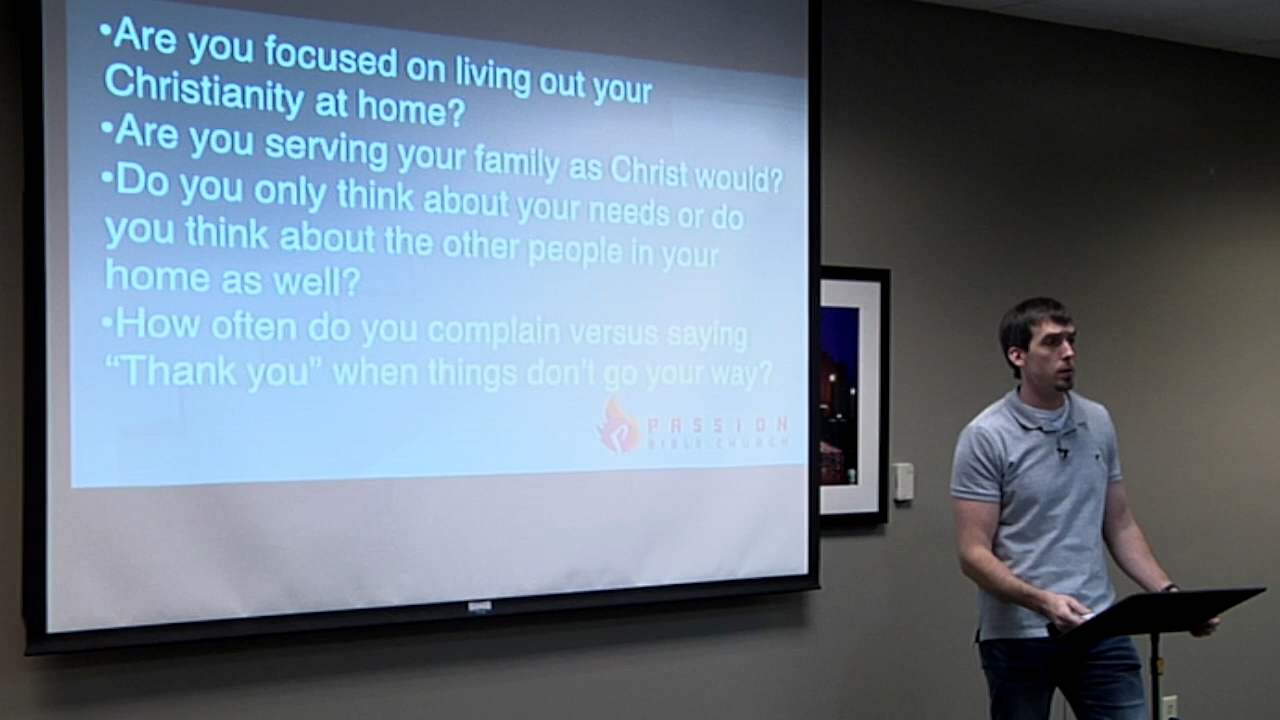 •Are you focused on living out your
Christianity at home?
•Are you serving your family as Christ would?
•Do you only think about your needs or do
you think about the other people in your
home as well?
•How often do you complain versus saying
“Thank you” when things don't go your way?
PASSION
BIBLE CHURCH